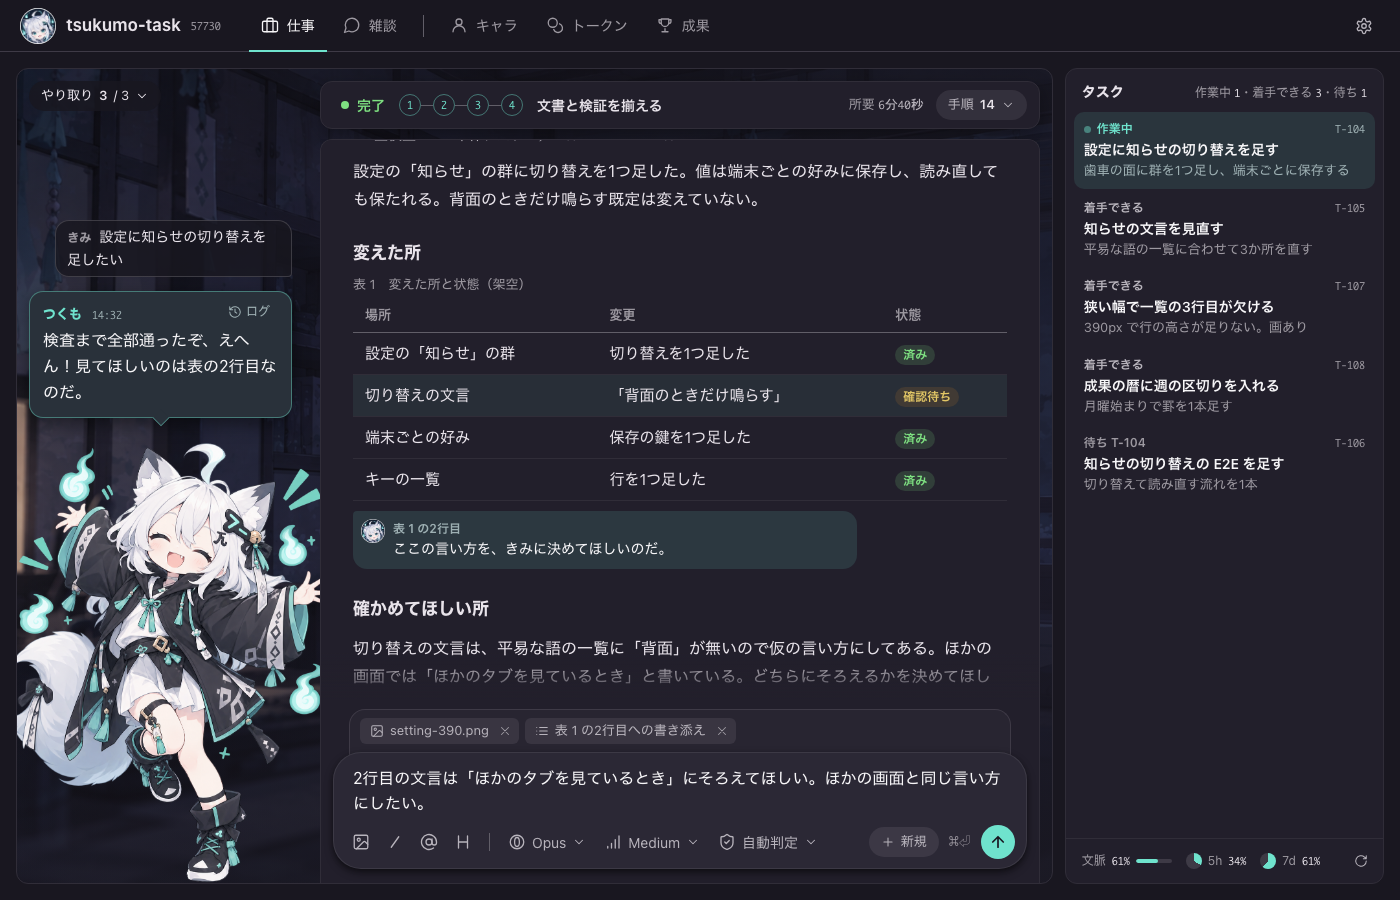 tsukumo-task 57730
仕事
雑談
キャラ
トークン
成果
やり取り 3 / 3
きみ 設定に知らせの切り替えを
足したい
つくも 14:32 ログ
検査まで全部通ったぞ、えへ
ん！見てほしいのは表の2行目な
のだ。
完了 1 2 3 4 文書と検証を揃える 所要 6分40秒 手順 14
設定の「知らせ」の群に切り替えを1つ足した。値は端末ごとの好みに保存し、読み直して
も保たれる。背面のときだけ鳴らす既定は変えていない。
変えた所
表 1 変えた所と状態（架空）
場所 変更 状態
設定の「知らせ」の群 切り替えを1つ足した 済み
切り替えの文言 「背面のときだけ鳴らす」 確認待ち
端末ごとの好み 保存の鍵を1つ足した 済み
キーの一覧 行を1つ足した 済み
表 1 の2行目
ここの言い方を、きみに決めてほしいのだ。
確かめてほしい所
切り替えの文言は、平易な語の一覧に「背面」が無いので仮の言い方にしてある。ほかの
画面では「ほかのタブを見ているとき」と書いている。どちらにそろえるかを決めてほし
setting-390.png
表 1 の2行目への書き添え
2行目の文言は「ほかのタブを見ているとき」にそろえてほしい。ほかの画面と同じ言い方
にしたい。
Opus Medium 自動判定 新規 ⌘⏎
タスク 作業中 1・着手できる 3・待ち 1
作業中 T-104
設定に知らせの切り替えを足す
歯車の面に群を1つ足し、端末ごとに保存する
着手できる T-105
知らせの文言を見直す
平易な語の一覧に合わせて3か所を直す
着手できる T-107
狭い幅で一覧の3行目が欠ける
390px で行の高さが足りない。画あり
着手できる T-108
成果の暦に週の区切りを入れる
月曜始まりで罫を1本足す
待ち T-104 T-106
知らせの切り替えの E2E を足す
切り替えて読み直す流れを1本
文脈 61% 5h 34% 7d 61%